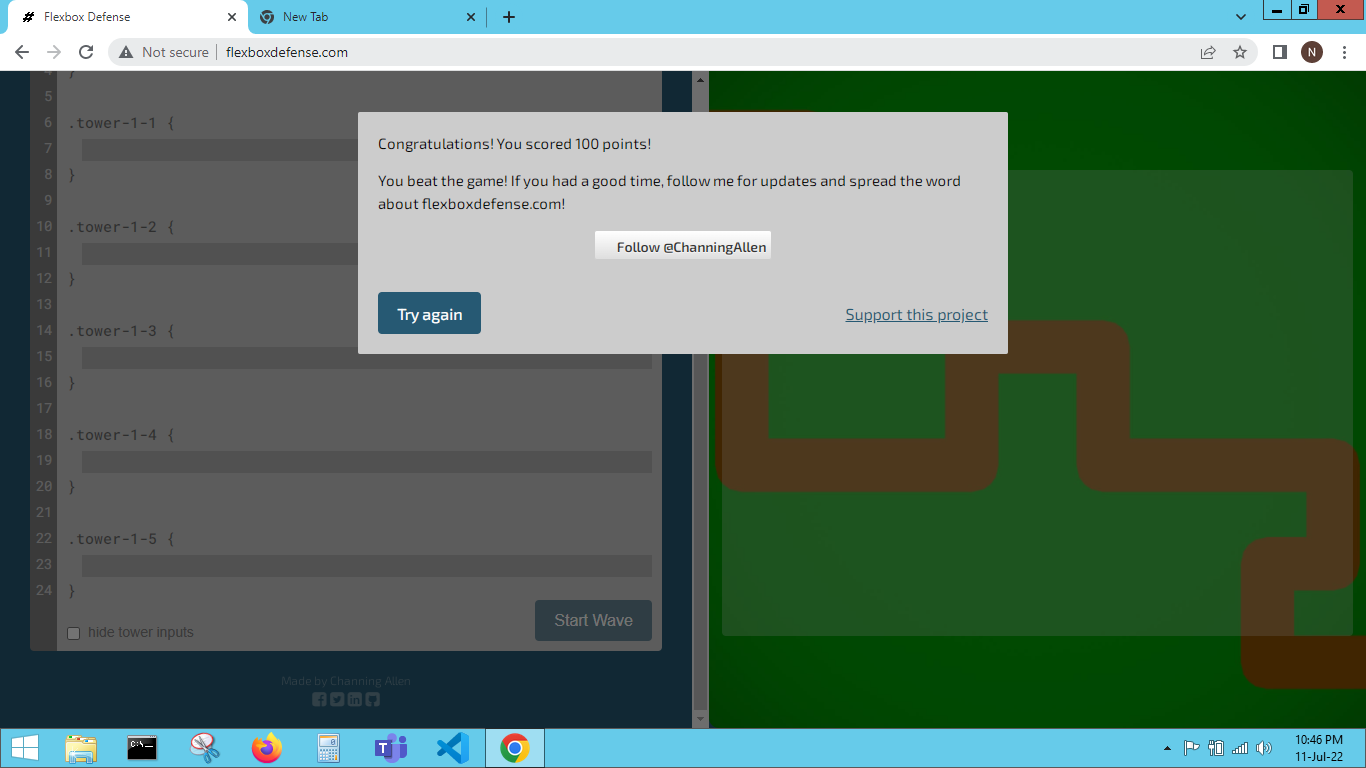 Flexbox Defense
New Tab
Not secure
flexboxdefense.com
N
}
5
6 .tower-1-1 {
7
8 }
9
10 .tower-1-2 {
11
12 }
13
14 .tower-1-3 {
15
16 }
17
18 .tower-1-4 {
19
20 }
21
22 .tower-1-5 {
23
24 }
hide tower inputs
Start Wave
Made by Channing Allen
Congratulations! You scored 100 points!
You beat the game! If you had a good time, follow me for updates and spread the word
about flexboxdefense.com!
Follow @ChanningAllen
Try again
Support this project
10:46 PM
11-Jul-22